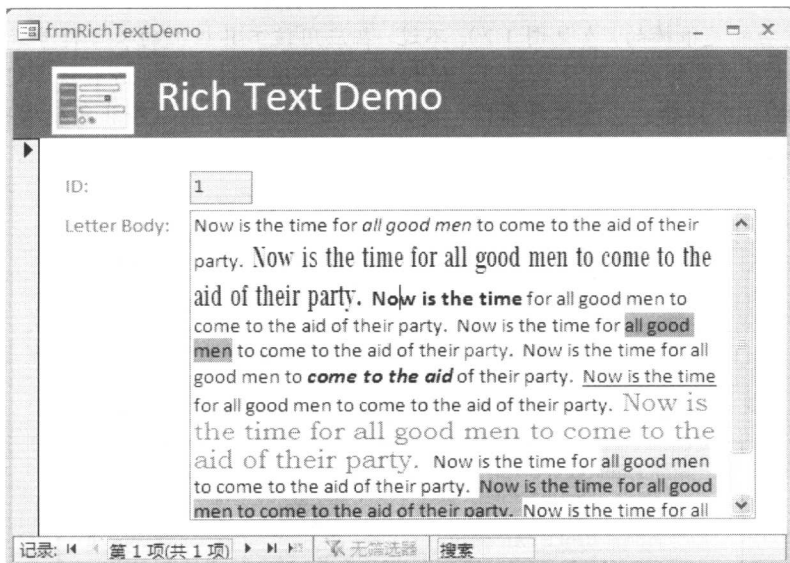 frmRichTextDemo
Rich Text Demo
ID:
1
Letter Body:
Now is the time for all good men to come to the aid of their
party. Now is the time for all good men to come to the
aid of their party. Now is the time for all good men to
come to the aid of their party. Now is the time for all good
men to come to the aid of their party. Now is the time for all
good men to come to the aid of their party. Now is the time
for all good men to come to the aid of their party. Now is
the time for all good men to come to the
aid of their party. Now is the time for all good men
to come to the aid of their party. Now is the time for all good
men to come to the aid of their party. Now is the time for all
记录: 第 1 项(共 1 项) 无筛选器 搜索